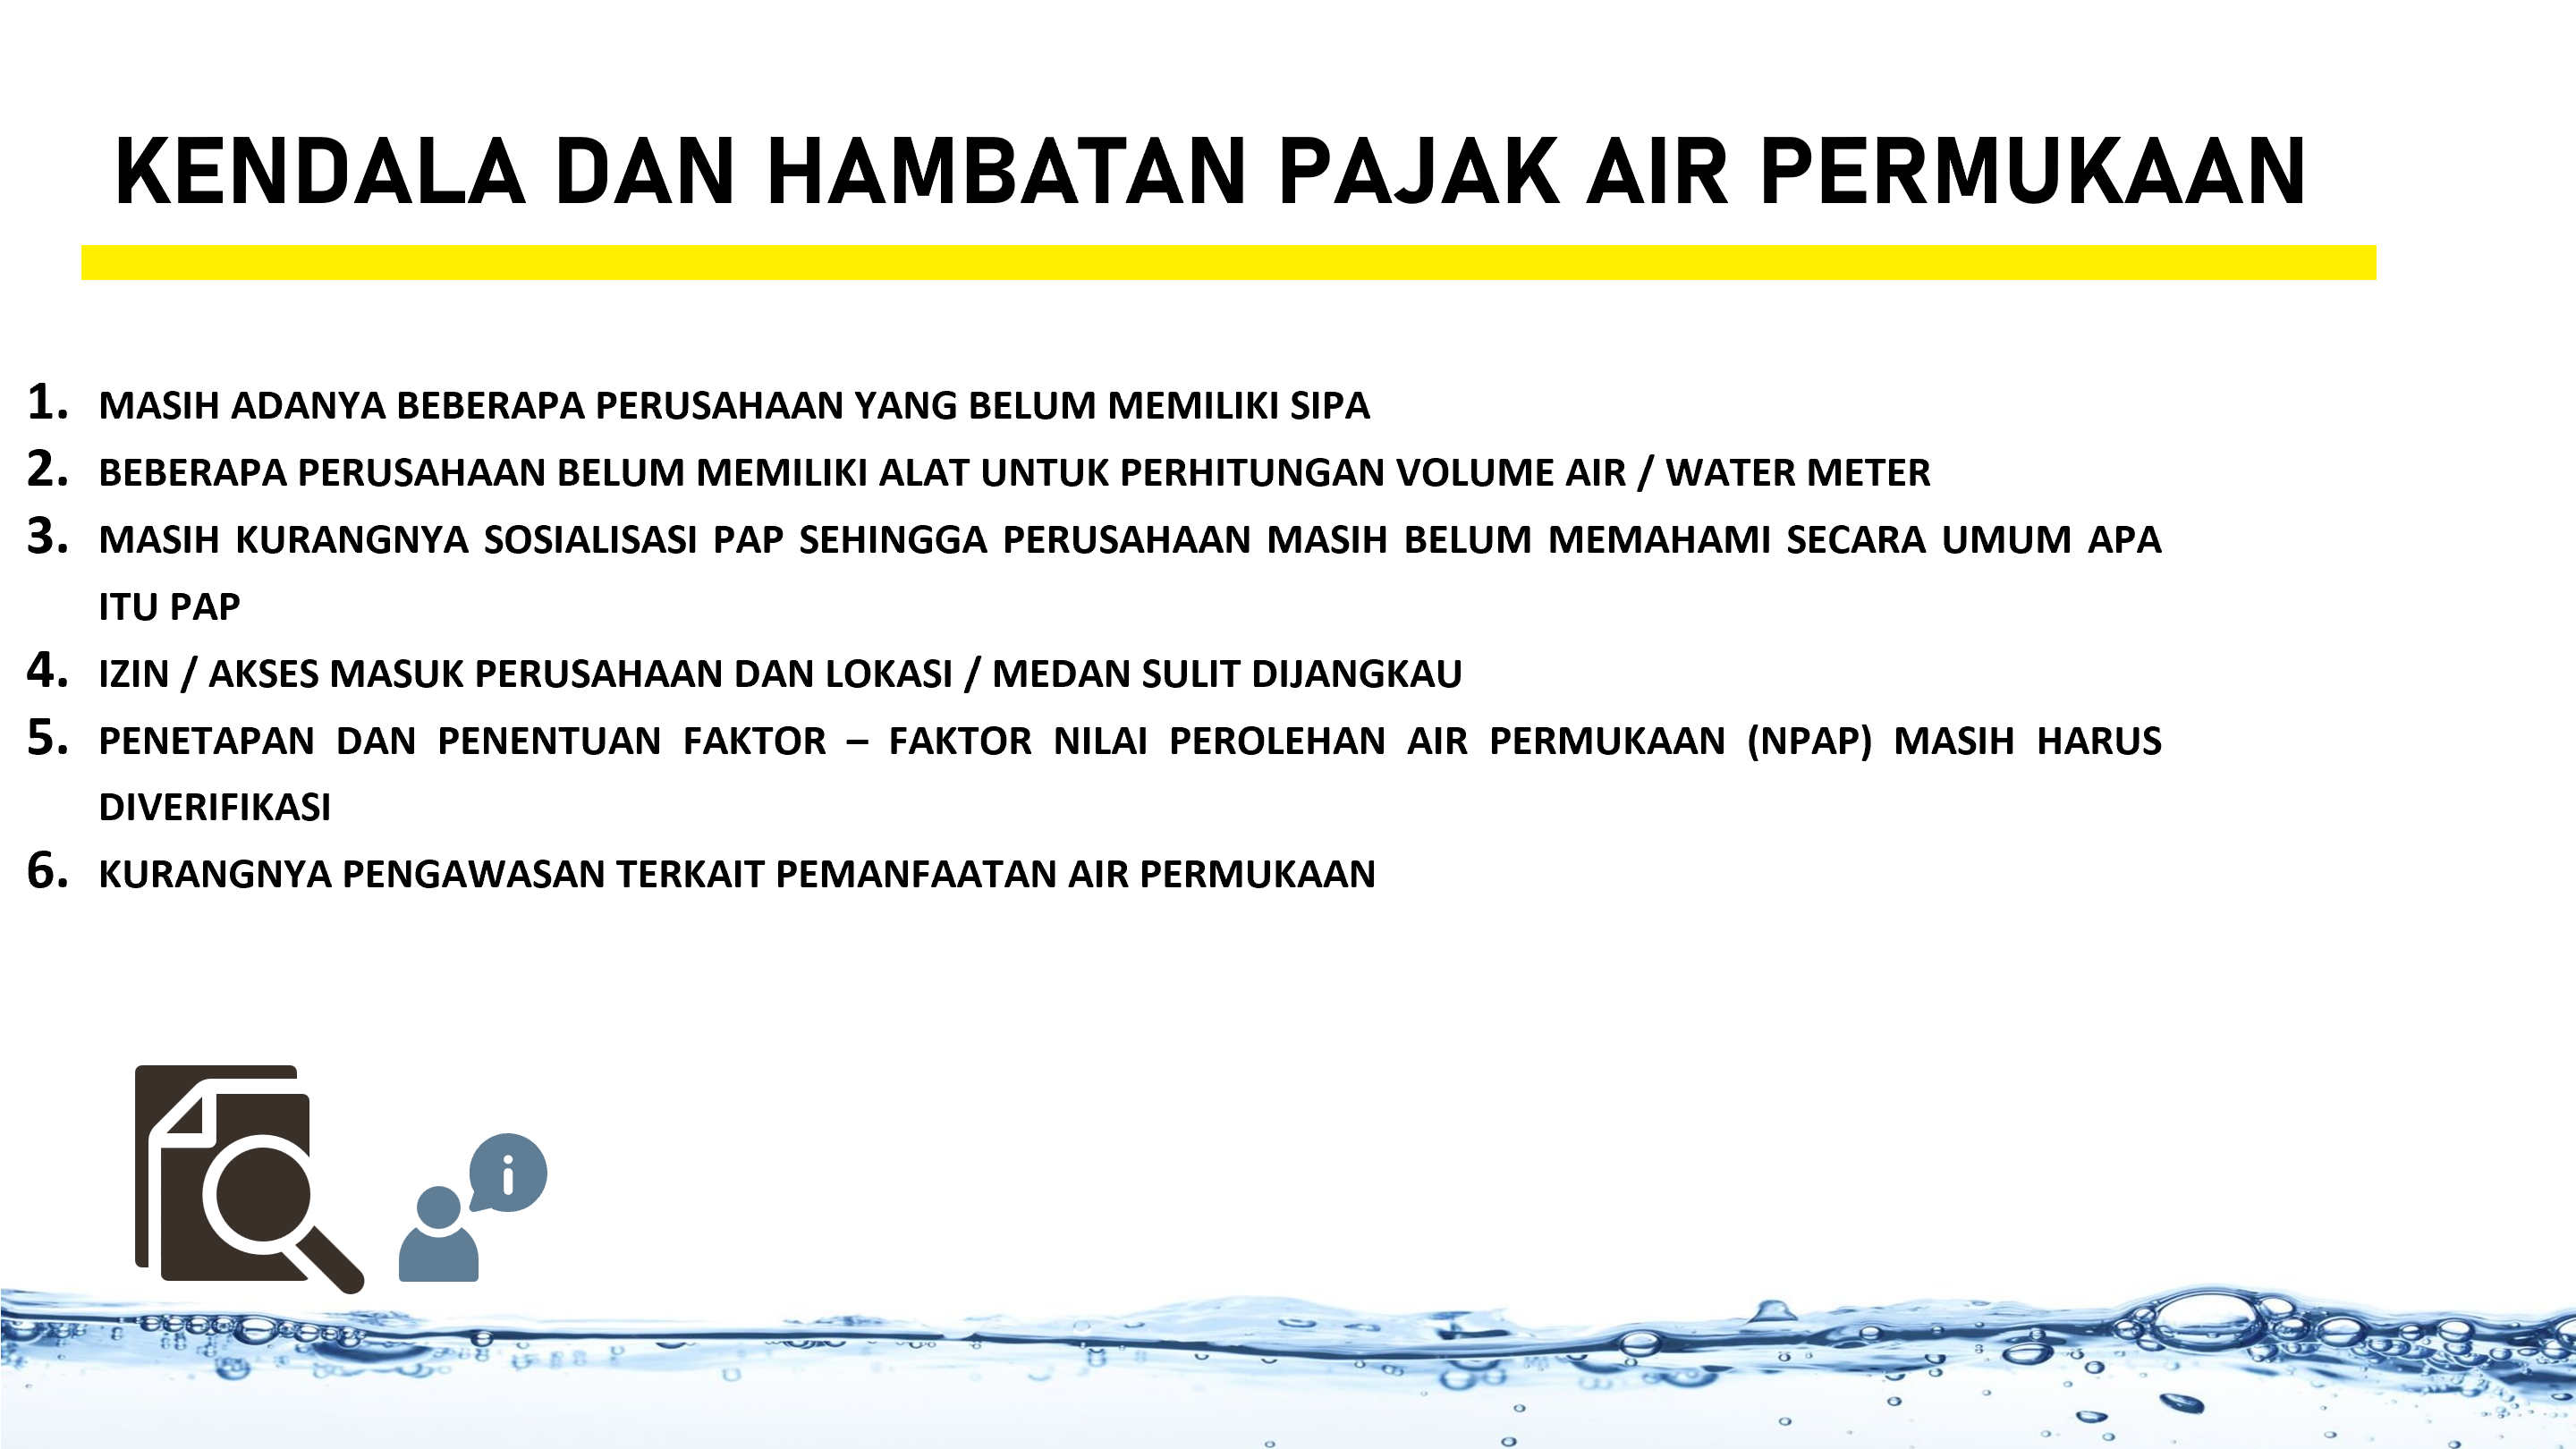 KENDALA DAN HAMBATAN PAJAK AIR PERMUKAAN
1. MASIH ADANYA BEBERAPA PERUSAHAAN YANG BELUM MEMILIKI SIPA
2. BEBERAPA PERUSAHAAN BELUM MEMILIKI ALAT UNTUK PERHITUNGAN VOLUME AIR / WATER METER
3. MASIH KURANGNYA SOSIALISASI PAP SEHINGGA PERUSAHAAN MASIH BELUM MEMAHAMI SECARA UMUM APA
ITU PAP
4. IZIN / AKSES MASUK PERUSAHAAN DAN LOKASI / MEDAN SULIT DIJANGKAU
5. PENETAPAN DAN PENENTUAN FAKTOR – FAKTOR NILAI PEROLEHAN AIR PERMUKAAN (NPAP) MASIH HARUS
DIVERIFIKASI
6. KURANGNYA PENGAWASAN TERKAIT PEMANFAATAN AIR PERMUKAAN
i